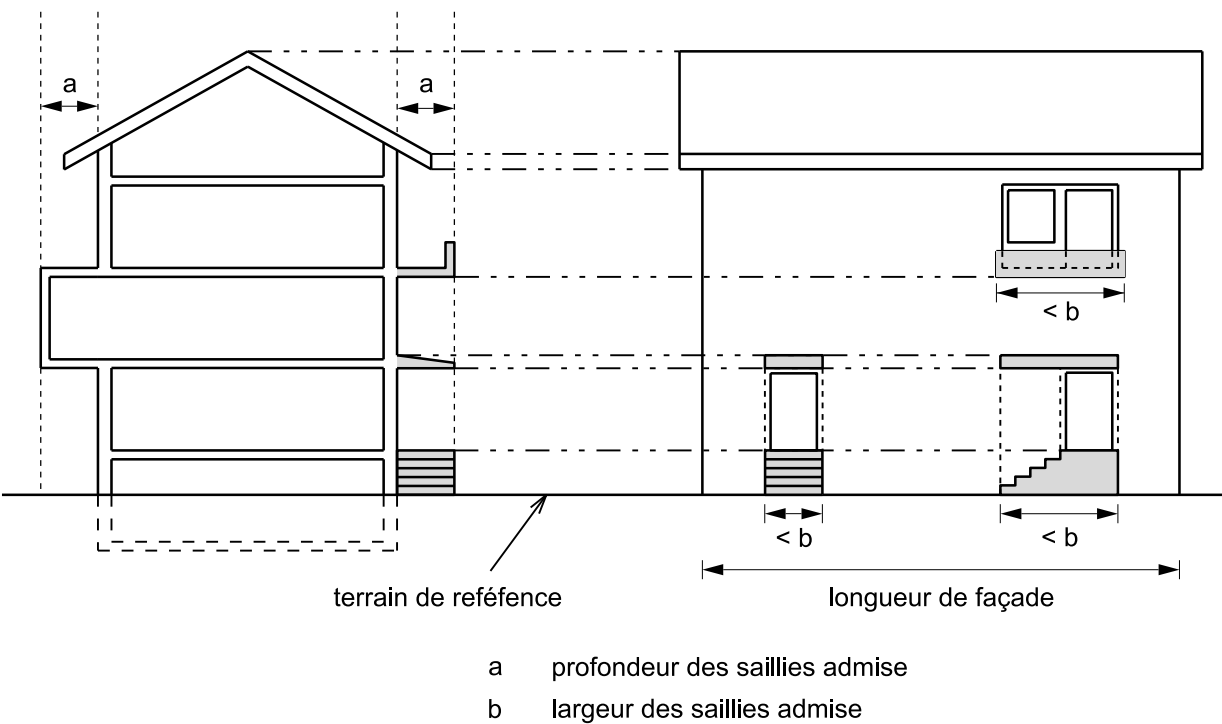 a
a
< b
< b
< b
terrain de reféfence
longueur de façade
a profondeur des saillies admise
b largeur des saillies admise